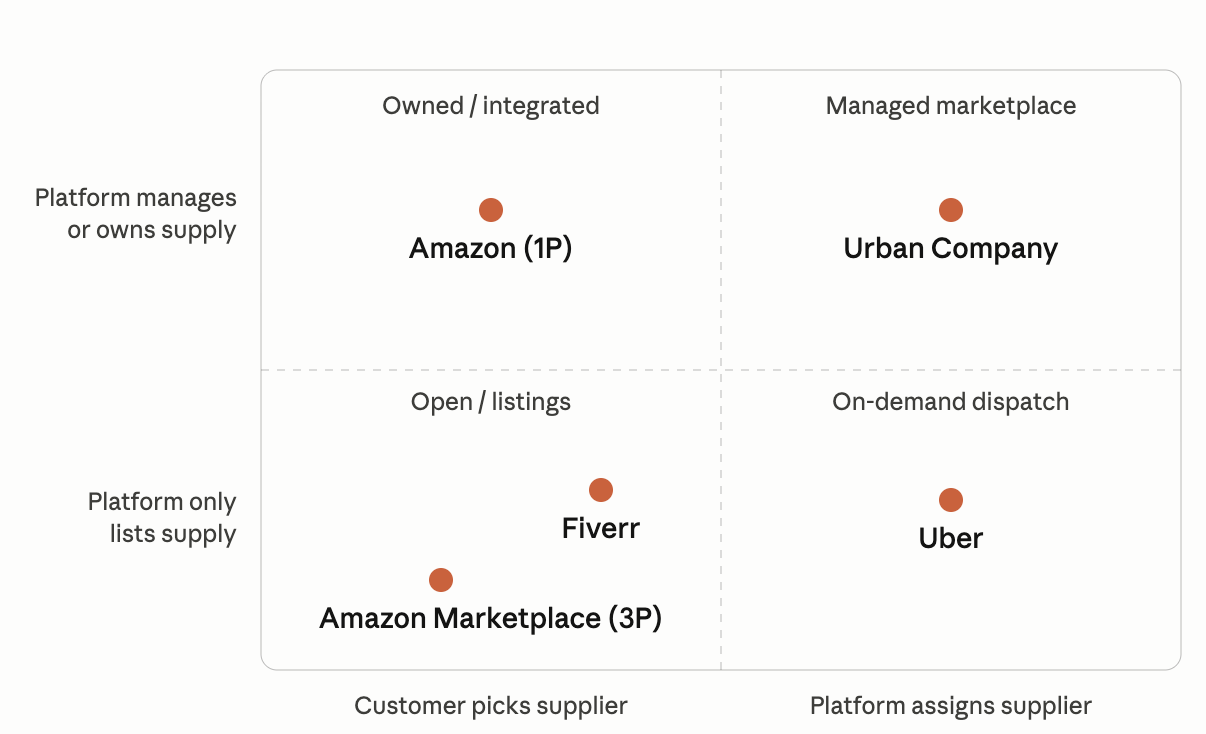 Owned / integrated
Managed marketplace
Platform manages
or owns supply
Amazon (1P)
Urban Company
Open / listings
On-demand dispatch
Platform only
lists supply
Fiverr
Uber
Amazon Marketplace (3P)
Customer picks supplier
Platform assigns supplier